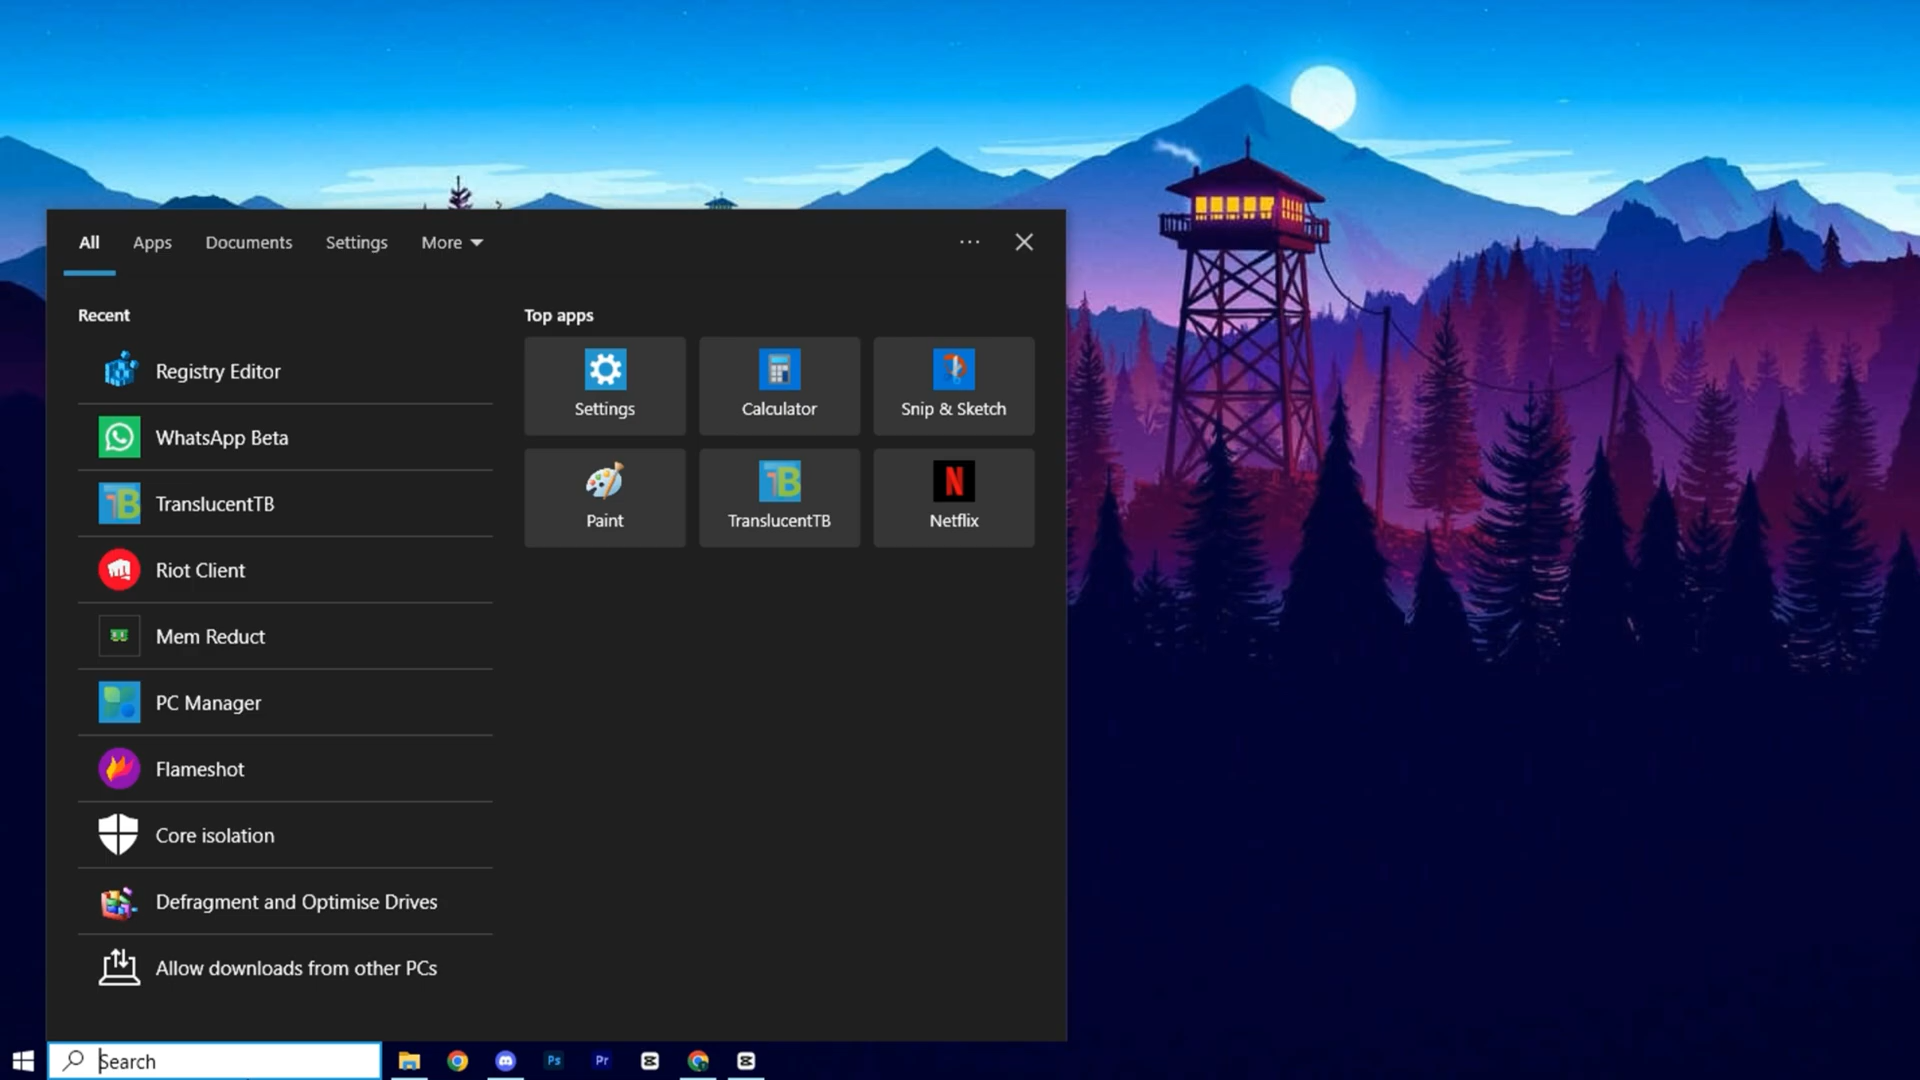 All Apps Documents Settings More
Recent
Registry Editor
WhatsApp Beta
TranslucentTB
Riot Client
Mem Reduct
PC Manager
Flameshot
Core isolation
Defragment and Optimise Drives
Allow downloads from other PCs
Top apps
Settings Calculator Snip & Sketch
Paint TranslucentTB Netflix
Search
Ps Pr